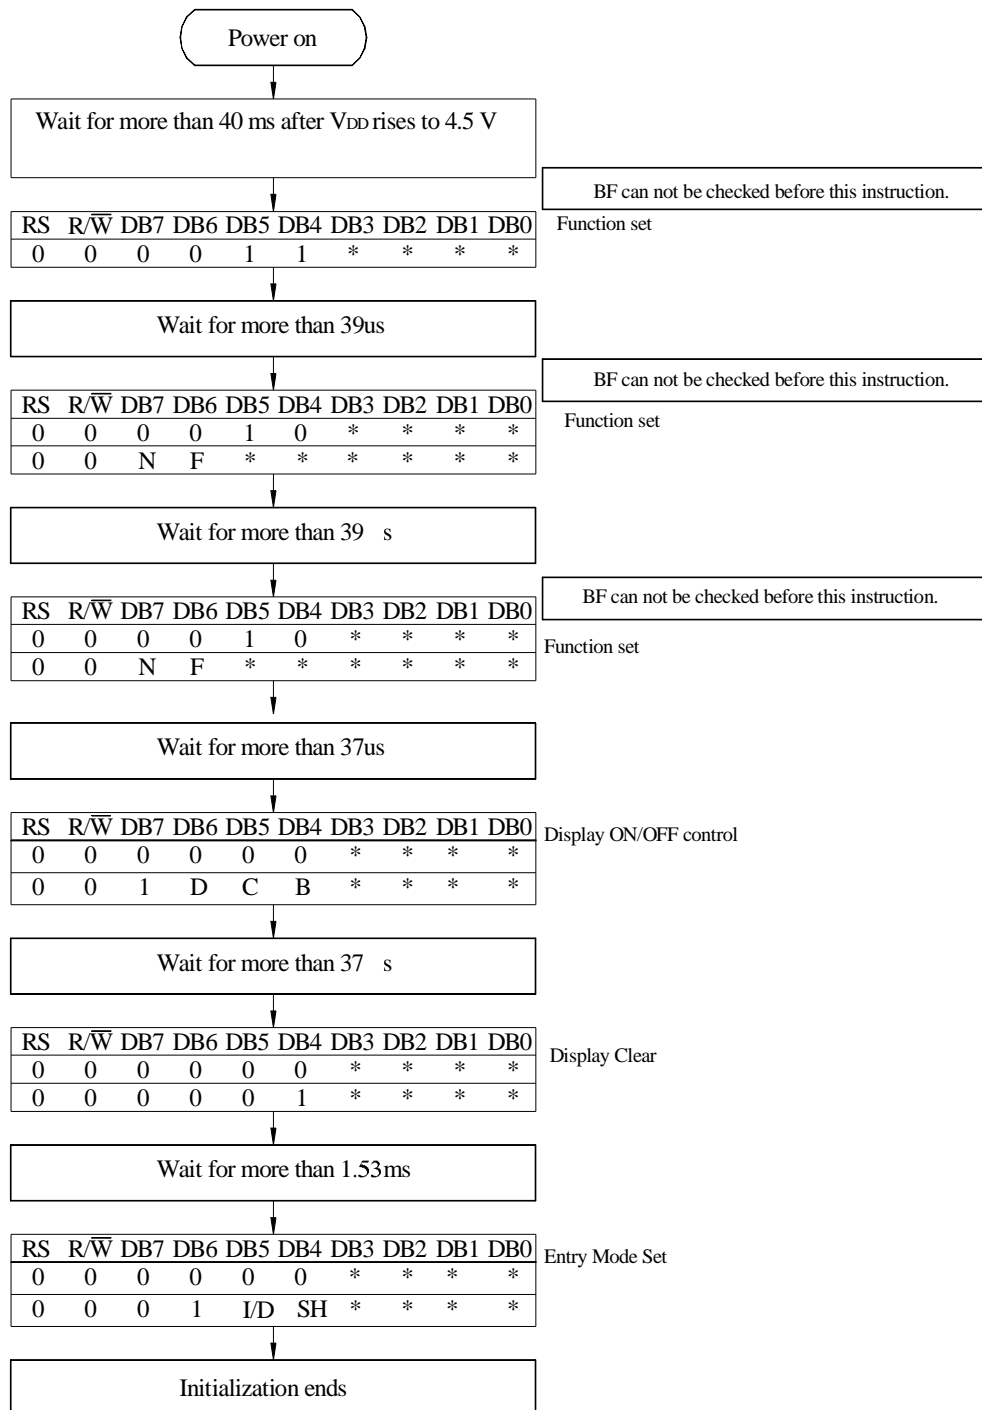 Power on
Wait for more than 40 ms after VDD rises to 4.5 V
BF can not be checked before this instruction.
RS R/W̅ DB7 DB6 DB5 DB4 DB3 DB2 DB1 DB0
Function set
0 0 0 0 1 1 * * * *
Wait for more than 39us
BF can not be checked before this instruction.
RS R/W̅ DB7 DB6 DB5 DB4 DB3 DB2 DB1 DB0
Function set
0 0 0 0 1 0 * * * *
0 0 N F * * * * * *
Wait for more than 39 s
BF can not be checked before this instruction.
RS R/W̅ DB7 DB6 DB5 DB4 DB3 DB2 DB1 DB0
0 0 0 0 1 0 * * * *
Function set
0 0 N F * * * * * *
Wait for more than 37us
RS R/W̅ DB7 DB6 DB5 DB4 DB3 DB2 DB1 DB0
Display ON/OFF control
0 0 0 0 0 0 * * * *
0 0 1 D C B * * * *
Wait for more than 37 s
RS R/W̅ DB7 DB6 DB5 DB4 DB3 DB2 DB1 DB0
Display Clear
0 0 0 0 0 0 * * * *
0 0 0 0 0 1 * * * *
Wait for more than 1.53ms
RS R/W̅ DB7 DB6 DB5 DB4 DB3 DB2 DB1 DB0
Entry Mode Set
0 0 0 0 0 0 * * * *
0 0 0 1 I/D SH * * * *
Initialization ends